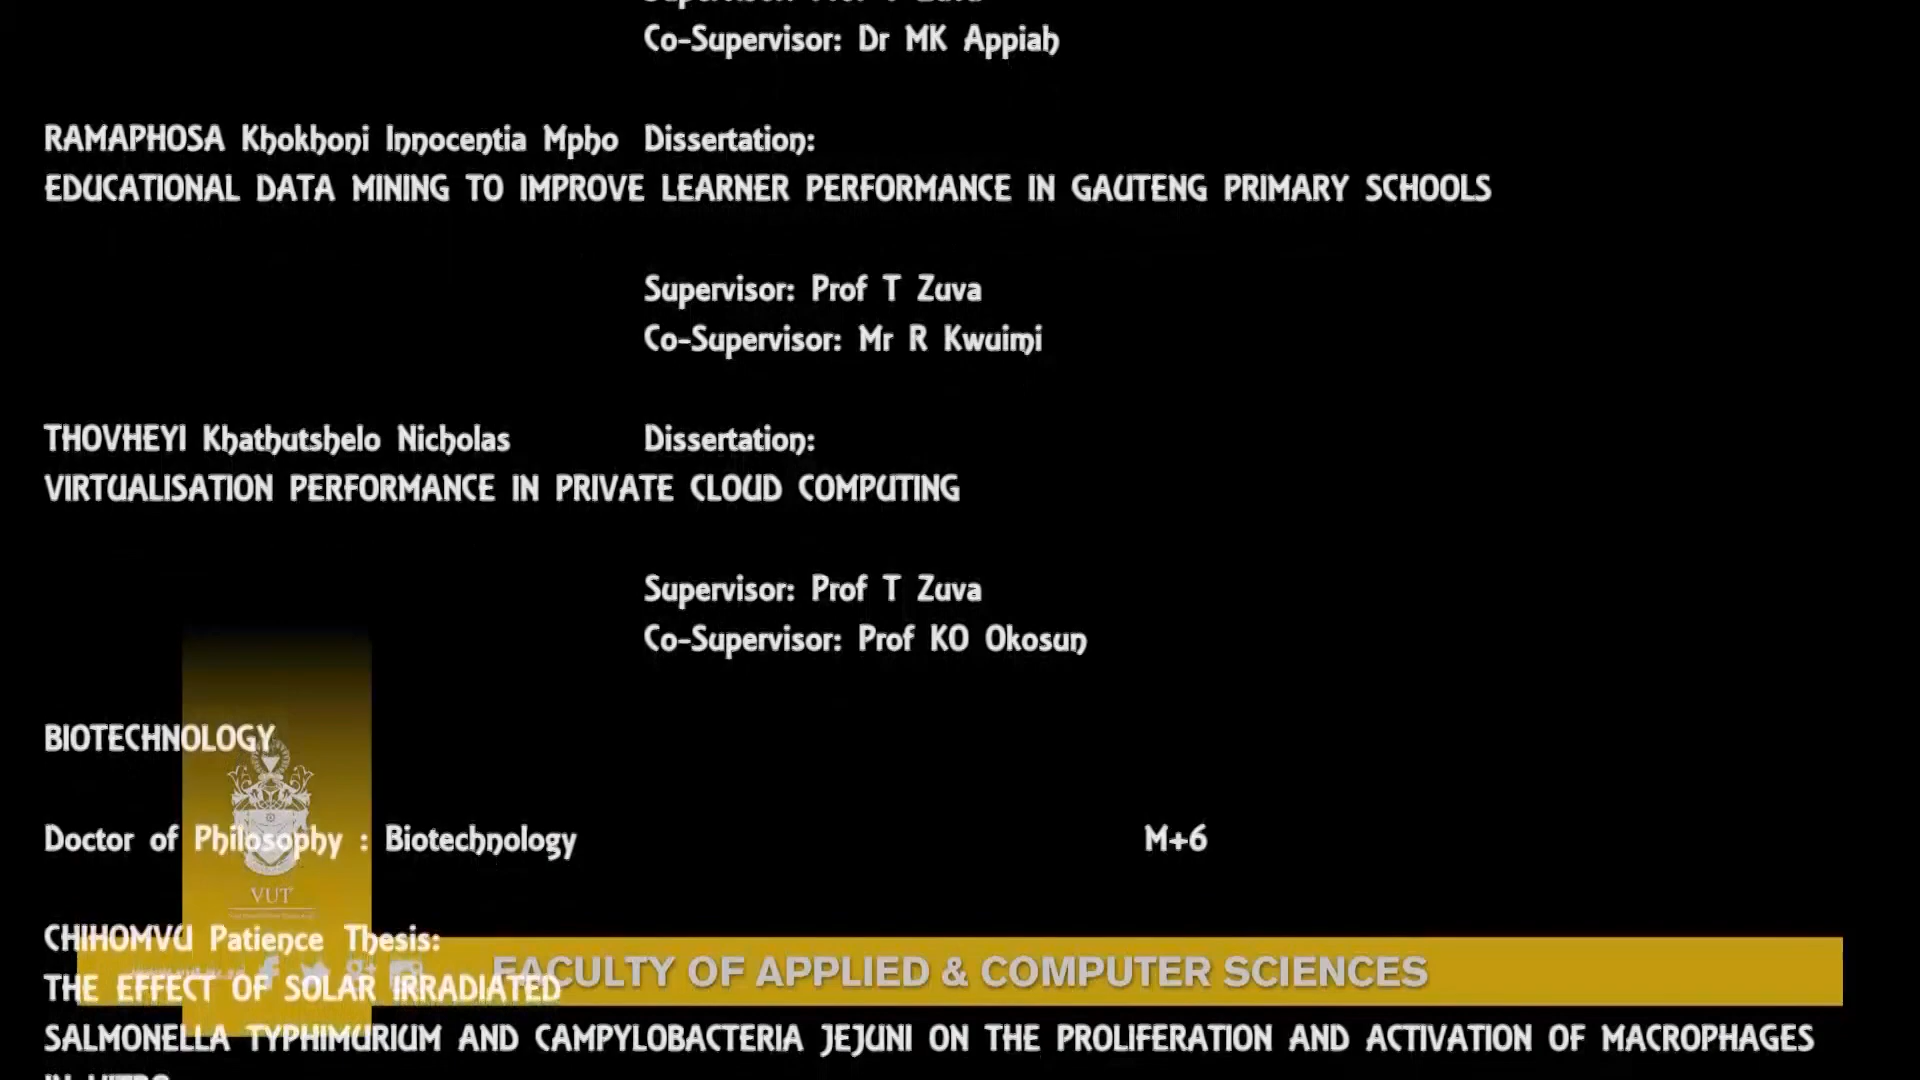 Co-Supervisor: Dr MK Appiah
RAMAPHOSA Khokhoni Innocentia Mpho Dissertation:
EDUCATIONAL DATA MINING TO IMPROVE LEARNER PERFORMANCE IN GAUTENG PRIMARY SCHOOLS
Supervisor: Prof T Zuva
Co-Supervisor: Mr R Kwuimi
THOVHEYI Khathutshelo Nicholas Dissertation:
VIRTUALISATION PERFORMANCE IN PRIVATE CLOUD COMPUTING
Supervisor: Prof T Zuva
Co-Supervisor: Prof KO Okosun
BIOTECHNOLOGY
Doctor of Philosophy : Biotechnology M+6
VUT
CHIHOMVU Patience Thesis:
FACULTY OF APPLIED & COMPUTER SCIENCES
THE EFFECT OF SOLAR IRRADIATED
SALMONELLA TYPHIMURIUM AND CAMPYLOBACTERIA JEJUNI ON THE PROLIFERATION AND ACTIVATION OF MACROPHAGES